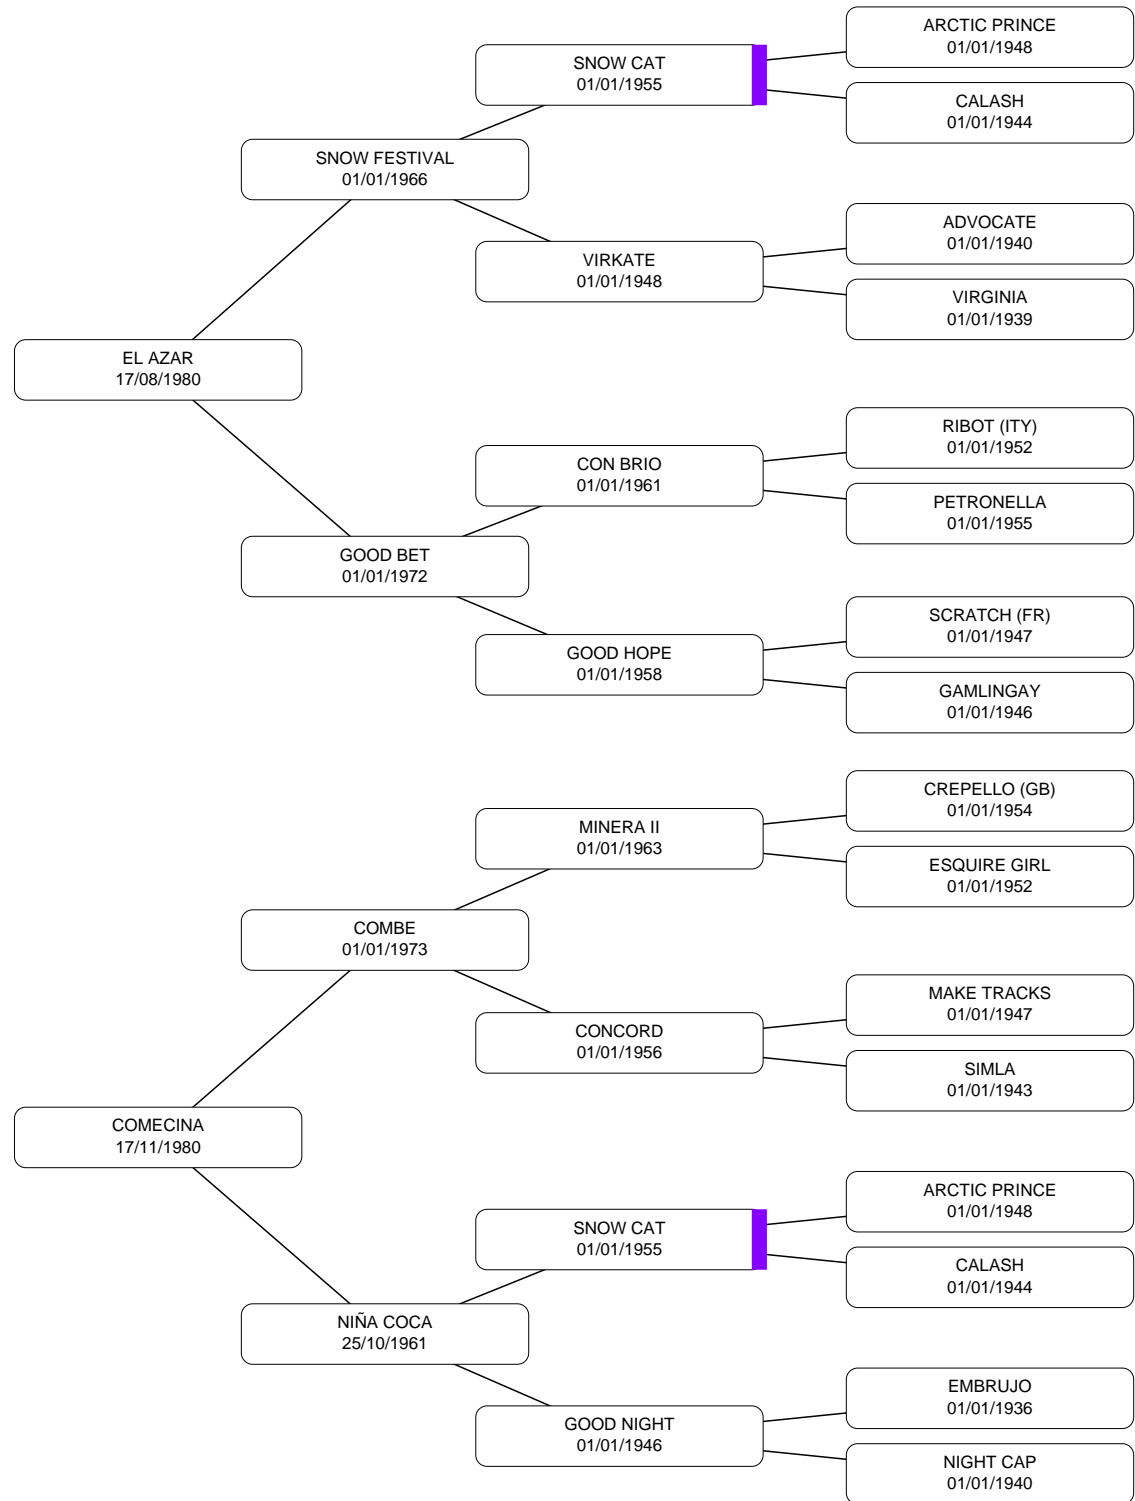 ARCTIC PRINCE
01/01/1948
SNOW CAT
01/01/1955
CALASH
01/01/1944
SNOW FESTIVAL
01/01/1966
ADVOCATE
01/01/1940
VIRKATE
01/01/1948
VIRGINIA
01/01/1939
EL AZAR
17/08/1980
RIBOT (ITY)
01/01/1952
CON BRIO
01/01/1961
PETRONELLA
01/01/1955
GOOD BET
01/01/1972
SCRATCH (FR)
01/01/1947
GOOD HOPE
01/01/1958
GAMLINGAY
01/01/1946
CREPELLO (GB)
01/01/1954
MINERA II
01/01/1963
ESQUIRE GIRL
01/01/1952
COMBE
01/01/1973
MAKE TRACKS
01/01/1947
CONCORD
01/01/1956
SIMLA
01/01/1943
COMECINA
17/11/1980
ARCTIC PRINCE
01/01/1948
SNOW CAT
01/01/1955
CALASH
01/01/1944
NIÑA COCA
25/10/1961
EMBRUJO
01/01/1936
GOOD NIGHT
01/01/1946
NIGHT CAP
01/01/1940